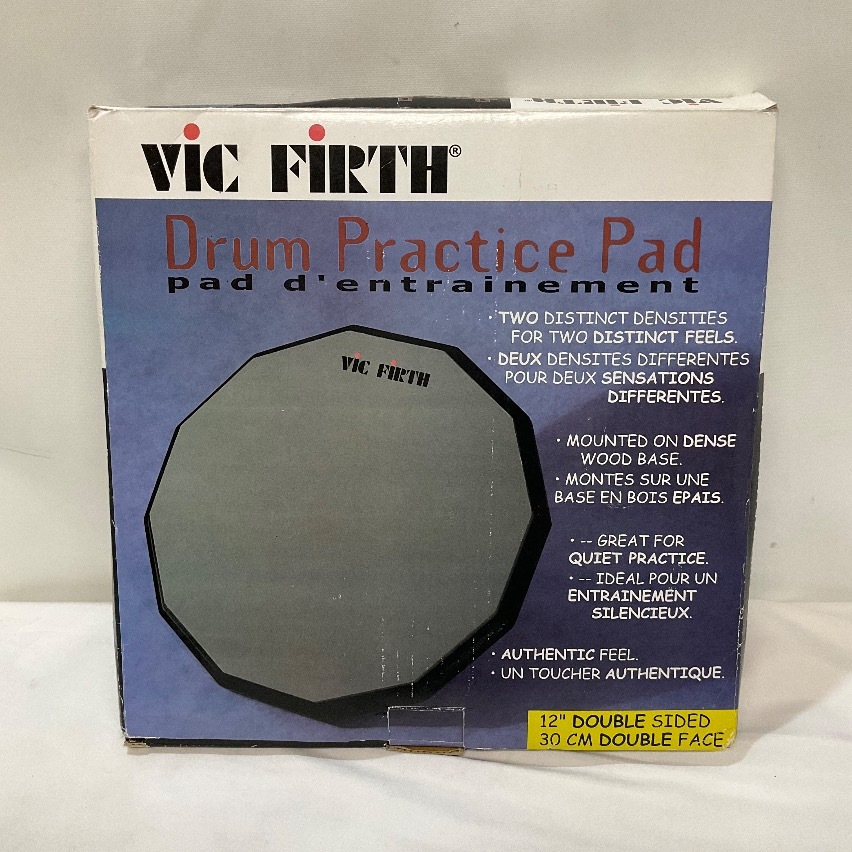 VIC FIRTH
VIC FIRTH®
Drum Practice Pad
pad d'entrainement
VIC FIRTH
· TWO DISTINCT DENSITIES
FOR TWO DISTINCT FEELS.
· DEUX DENSITES DIFFERENTES
POUR DEUX SENSATIONS
DIFFERENTES.
· MOUNTED ON DENSE
WOOD BASE.
· MONTES SUR UNE
BASE EN BOIS EPAIS.
· -- GREAT FOR
QUIET PRACTICE.
· -- IDEAL POUR UN
ENTRAINEMENT
SILENCIEUX.
· AUTHENTIC FEEL.
· UN TOUCHER AUTHENTIQUE.
12" DOUBLE SIDED
30 CM DOUBLE FACE